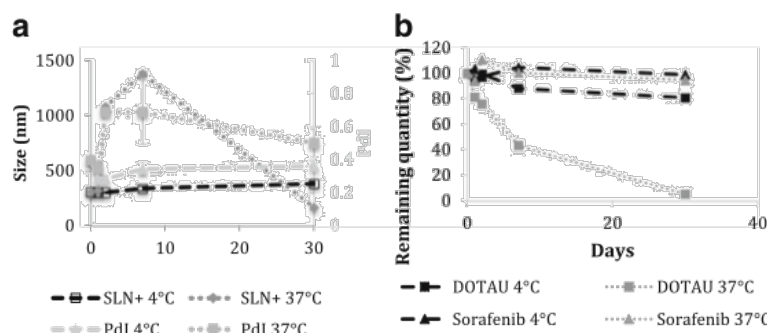 a
b
Size (nm)
1500
1000
500
0
0
10
20
30
1
0.8
0.6
0.4
0.2
0
PdI
Remaining quantity (%)
120
100
80
60
40
20
0
0
20
40
Days
SLN+ 4°C
SLN+ 37°C
PdI 4°C
PdI 37°C
DOTAU 4°C
DOTAU 37°C
Sorafenib 4°C
Sorafenib 37°C